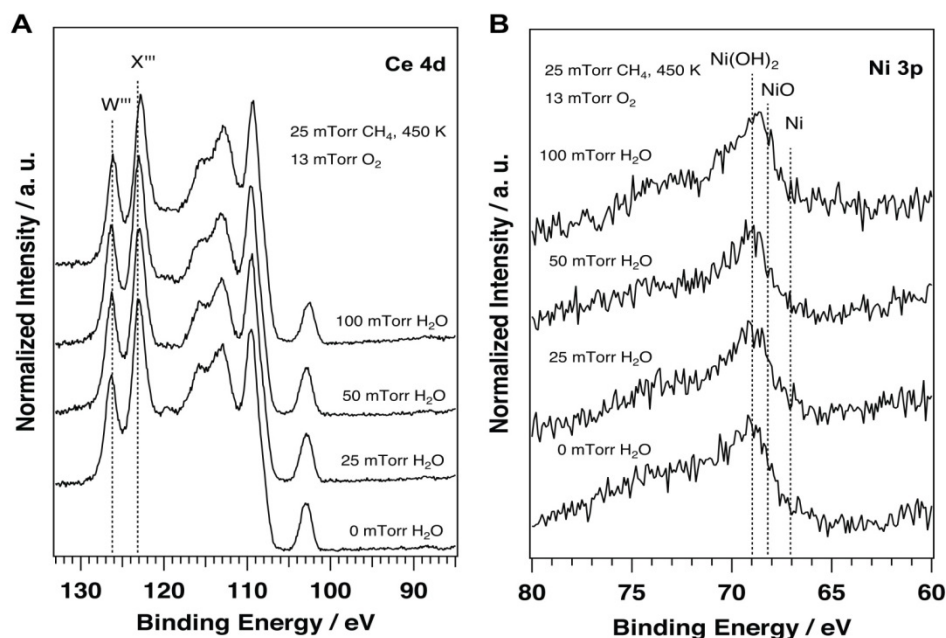 A
Ce 4d
X'''
W'''
25 mTorr CH₄, 450 K
13 mTorr O₂
100 mTorr H₂O
50 mTorr H₂O
25 mTorr H₂O
0 mTorr H₂O
Normalized Intensity / a. u.
130 120 110 100 90
Binding Energy / eV
B
Ni 3p
Ni(OH)₂
25 mTorr CH₄, 450 K
NiO
13 mTorr O₂
Ni
100 mTorr H₂O
50 mTorr H₂O
25 mTorr H₂O
0 mTorr H₂O
Normalized Intensity / a. u.
80 75 70 65 60
Binding Energy / eV